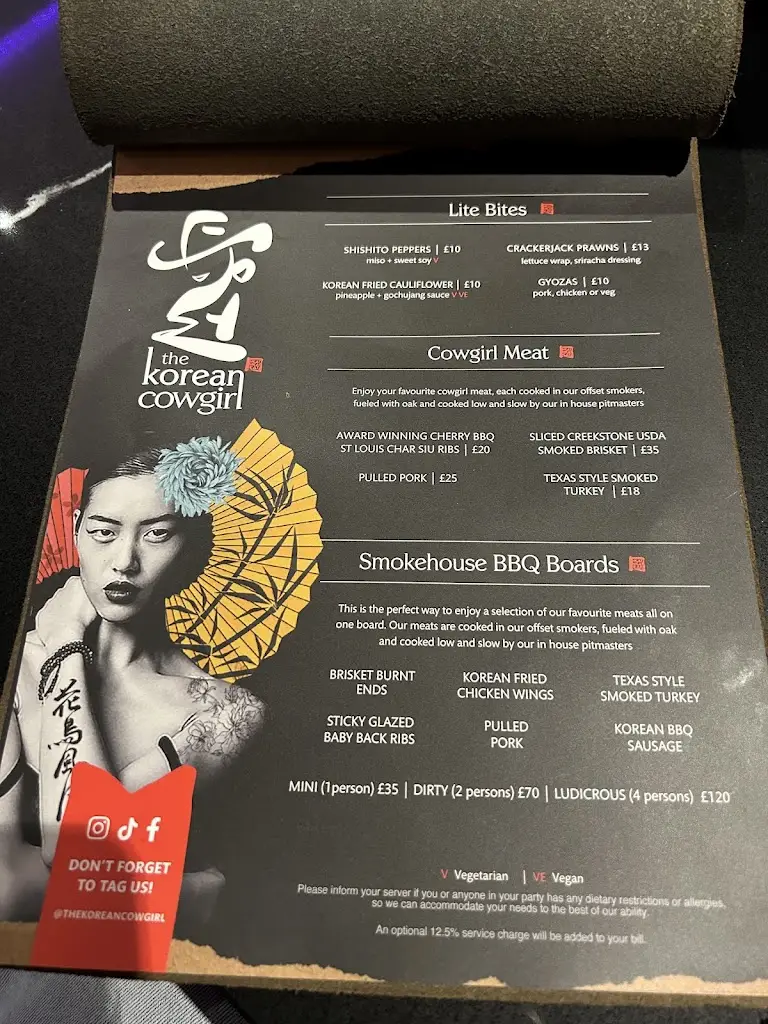 the
korean
cowgirl
Lite Bites
SHISHITO PEPPERS | £10
miso + sweet soy V
CRACKERJACK PRAWNS | £13
lettuce wrap, sriracha dressing
KOREAN FRIED CAULIFLOWER | £10
pineapple + gochujang sauce V VE
GYOZAS | £10
pork, chicken or veg
Cowgirl Meat
Enjoy your favourite cowgirl meat, each cooked in our offset smokers,
fueled with oak and cooked low and slow by our in house pitmasters
AWARD WINNING CHERRY BBQ
ST LOUIS CHAR SIU RIBS | £20
SLICED CREEKSTONE USDA
SMOKED BRISKET | £35
PULLED PORK | £25
TEXAS STYLE SMOKED
TURKEY | £18
Smokehouse BBQ Boards
This is the perfect way to enjoy a selection of our favourite meats all on
one board. Our meats are cooked in our offset smokers, fueled with oak
and cooked low and slow by our in house pitmasters
BRISKET BURNT
ENDS
KOREAN FRIED
CHICKEN WINGS
TEXAS STYLE
SMOKED TURKEY
STICKY GLAZED
BABY BACK RIBS
PULLED
PORK
KOREAN BBQ
SAUSAGE
MINI (1person) £35 | DIRTY (2 persons) £70 | LUDICROUS (4 persons) £120
V Vegetarian | VE Vegan
Please inform your server if you or anyone in your party has any dietary restrictions or allergies,
so we can accommodate your needs to the best of our ability.
An optional 12.5% service charge will be added to your bill.
花鳥風
DON'T FORGET
TO TAG US!
@THEKOREANCOWGIRL